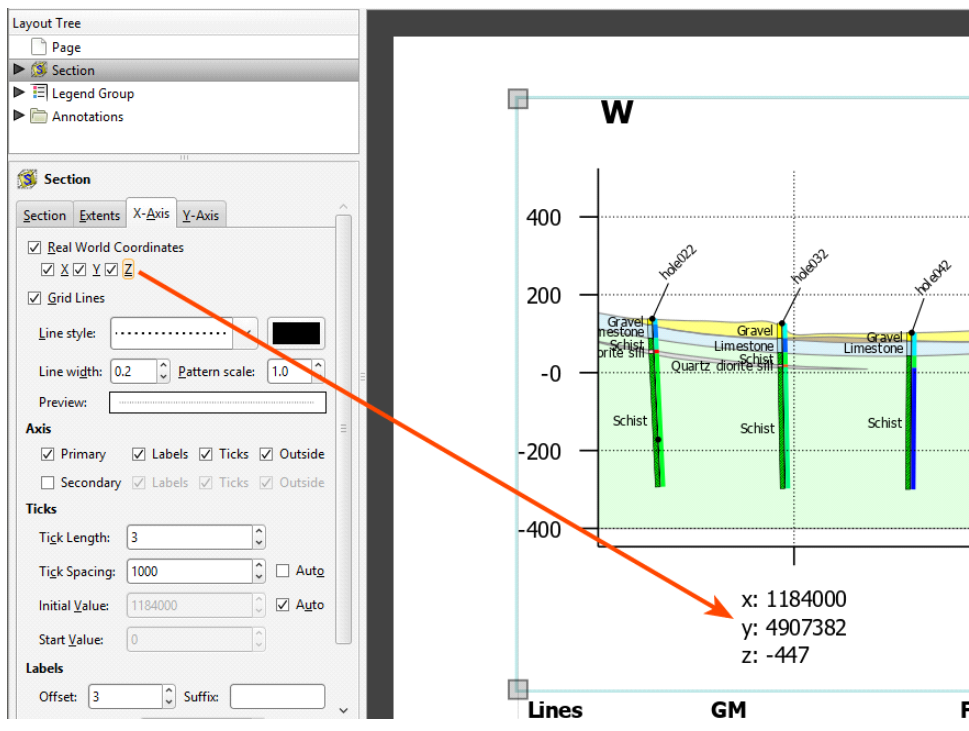 Layout Tree
Page
Section
Legend Group
Annotations
Section
Section Extents X-Axis Y-Axis
Real World Coordinates
X Y Z
Grid Lines
Line style:
Line width: 0.2 Pattern scale: 1.0
Preview:
Axis
Primary Labels Ticks Outside
Secondary Labels Ticks Outside
Ticks
Tick Length: 3
Tick Spacing: 1000 Auto
Initial Value: 1184000 Auto
Start Value: 0
Labels
Offset: 3 Suffix:
W
400
200
-0
-200
-400
hole022
hole032
hole042
Gravel
mestone
Schist
orite sill
Schist
Gravel
Limestone
Schist
Quartz diorite sill
Schist
Gravel
Limestone
Schist
x: 1184000
y: 4907382
z: -447
Lines GM F